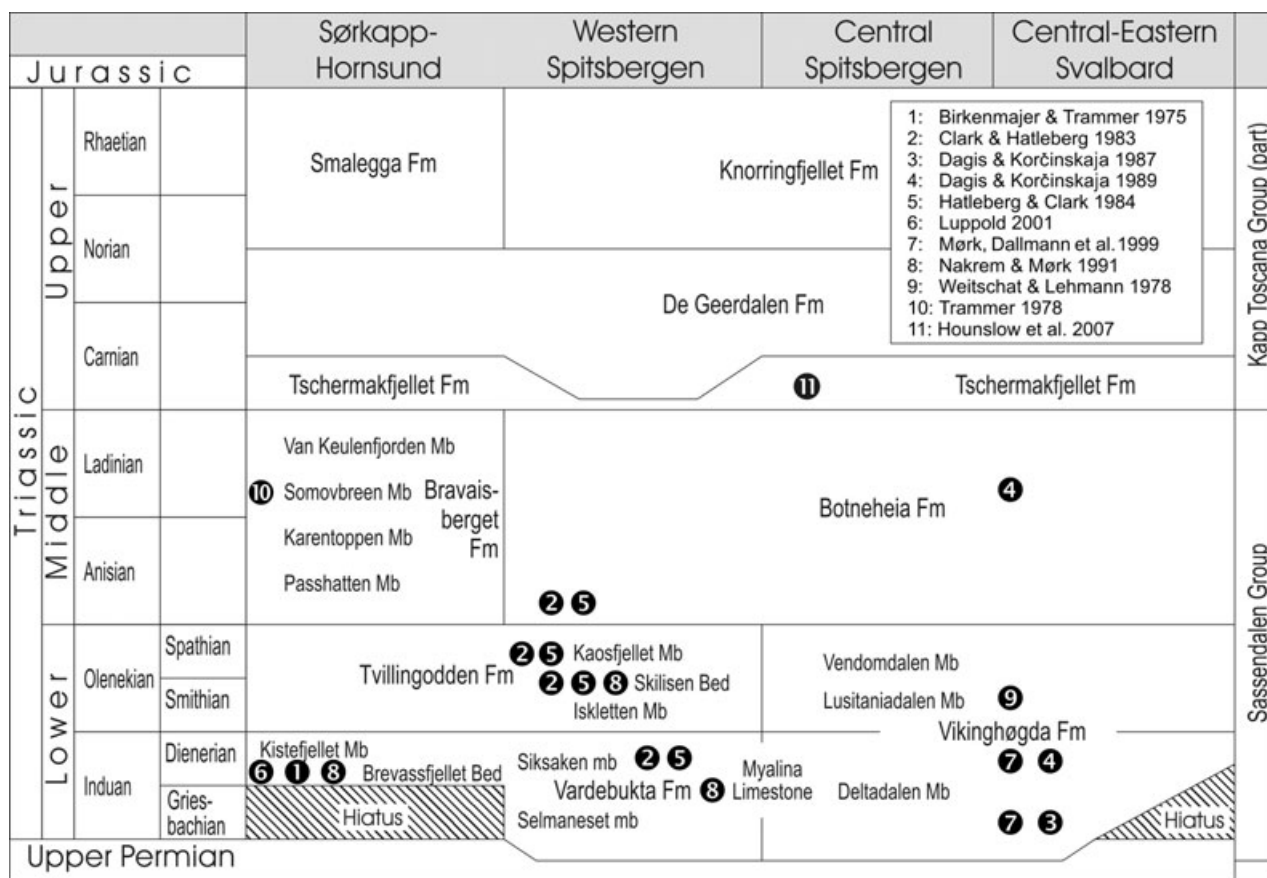 Sørkapp-
Hornsund
Western
Spitsbergen
Central
Spitsbergen
Central-Eastern
Svalbard
Jurassic
Triassic
Upper
Rhaetian
Smalegga Fm
Knorringfjellet Fm
1: Birkenmajer & Trammer 1975
2: Clark & Hatleberg 1983
3: Dagis & Korčinskaja 1987
4: Dagis & Korčinskaja 1989
5: Hatleberg & Clark 1984
6: Luppold 2001
7: Mørk, Dallmann et al.1999
8: Nakrem & Mørk 1991
9: Weitschat & Lehmann 1978
10: Trammer 1978
11: Hounslow et al. 2007
Kapp Toscana Group (part)
Norian
De Geerdalen Fm
Carnian
Tschermakfjellet Fm
11
Tschermakfjellet Fm
Middle
Ladinian
Van Keulenfjorden Mb
10 Somovbreen Mb
Bravais-
berget
Fm
Botneheia Fm
4
Karentoppen Mb
Anisian
Passhatten Mb
2 5
Sassendalen Group
Lower
Olenekian
Spathian
Smithian
Tvillingodden Fm
2 5 Kaosfjellet Mb
2 5 8 Skilisen Bed
Iskletten Mb
Vendomdalen Mb
Lusitaniadalen Mb
9
Vikinghøgda Fm
Induan
Dienerian
Kistefjellet Mb
6 1 8 Brevassfjellet Bed
Siksaken mb 2 5
Vardebukta Fm 8
Myalina
Limestone
Deltadalen Mb
7 4
Gries-
bachian
Hiatus
Selmaneset mb
7 3
Hiatus
Upper Permian